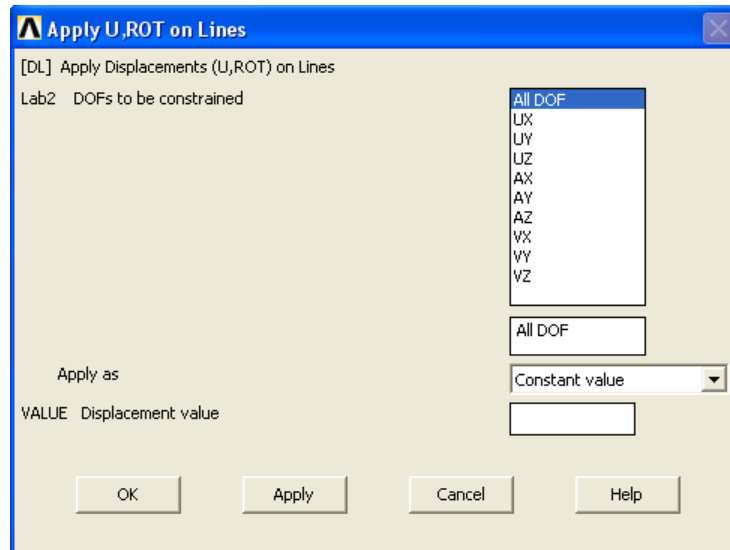 Apply U,ROT on Lines
[DL] Apply Displacements (U,ROT) on Lines
Lab2 DOFs to be constrained
All DOF
UX
UY
UZ
AX
AY
AZ
VX
VY
VZ
All DOF
Apply as Constant value
VALUE Displacement value
OK Apply Cancel Help